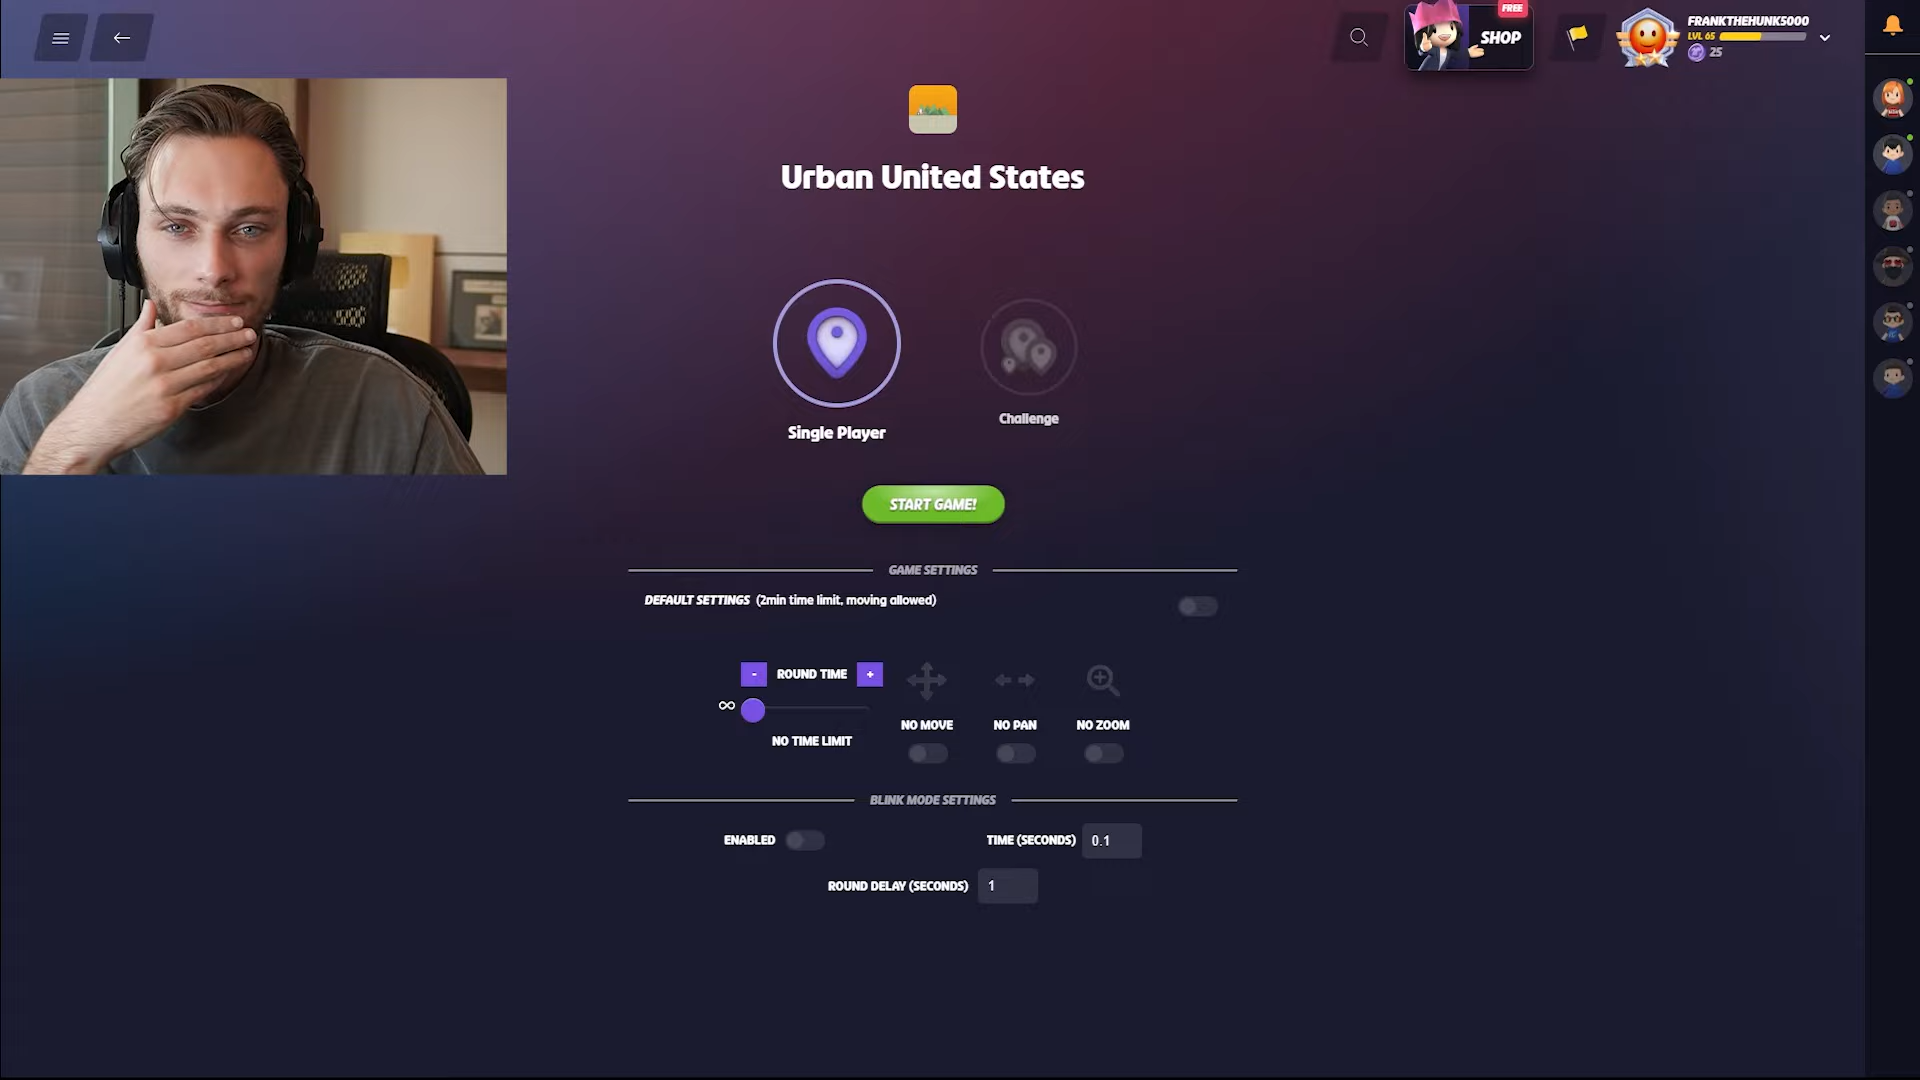 FREE
SHOP
FRANKTHEHUNK5000
LVL 65
25
Urban United States
Single Player
Challenge
START GAME!
GAME SETTINGS
DEFAULT SETTINGS (2min time limit, moving allowed)
- ROUND TIME +
∞
NO TIME LIMIT
NO MOVE NO PAN NO ZOOM
BLINK MODE SETTINGS
ENABLED TIME (SECONDS) 0.1
ROUND DELAY (SECONDS) 1